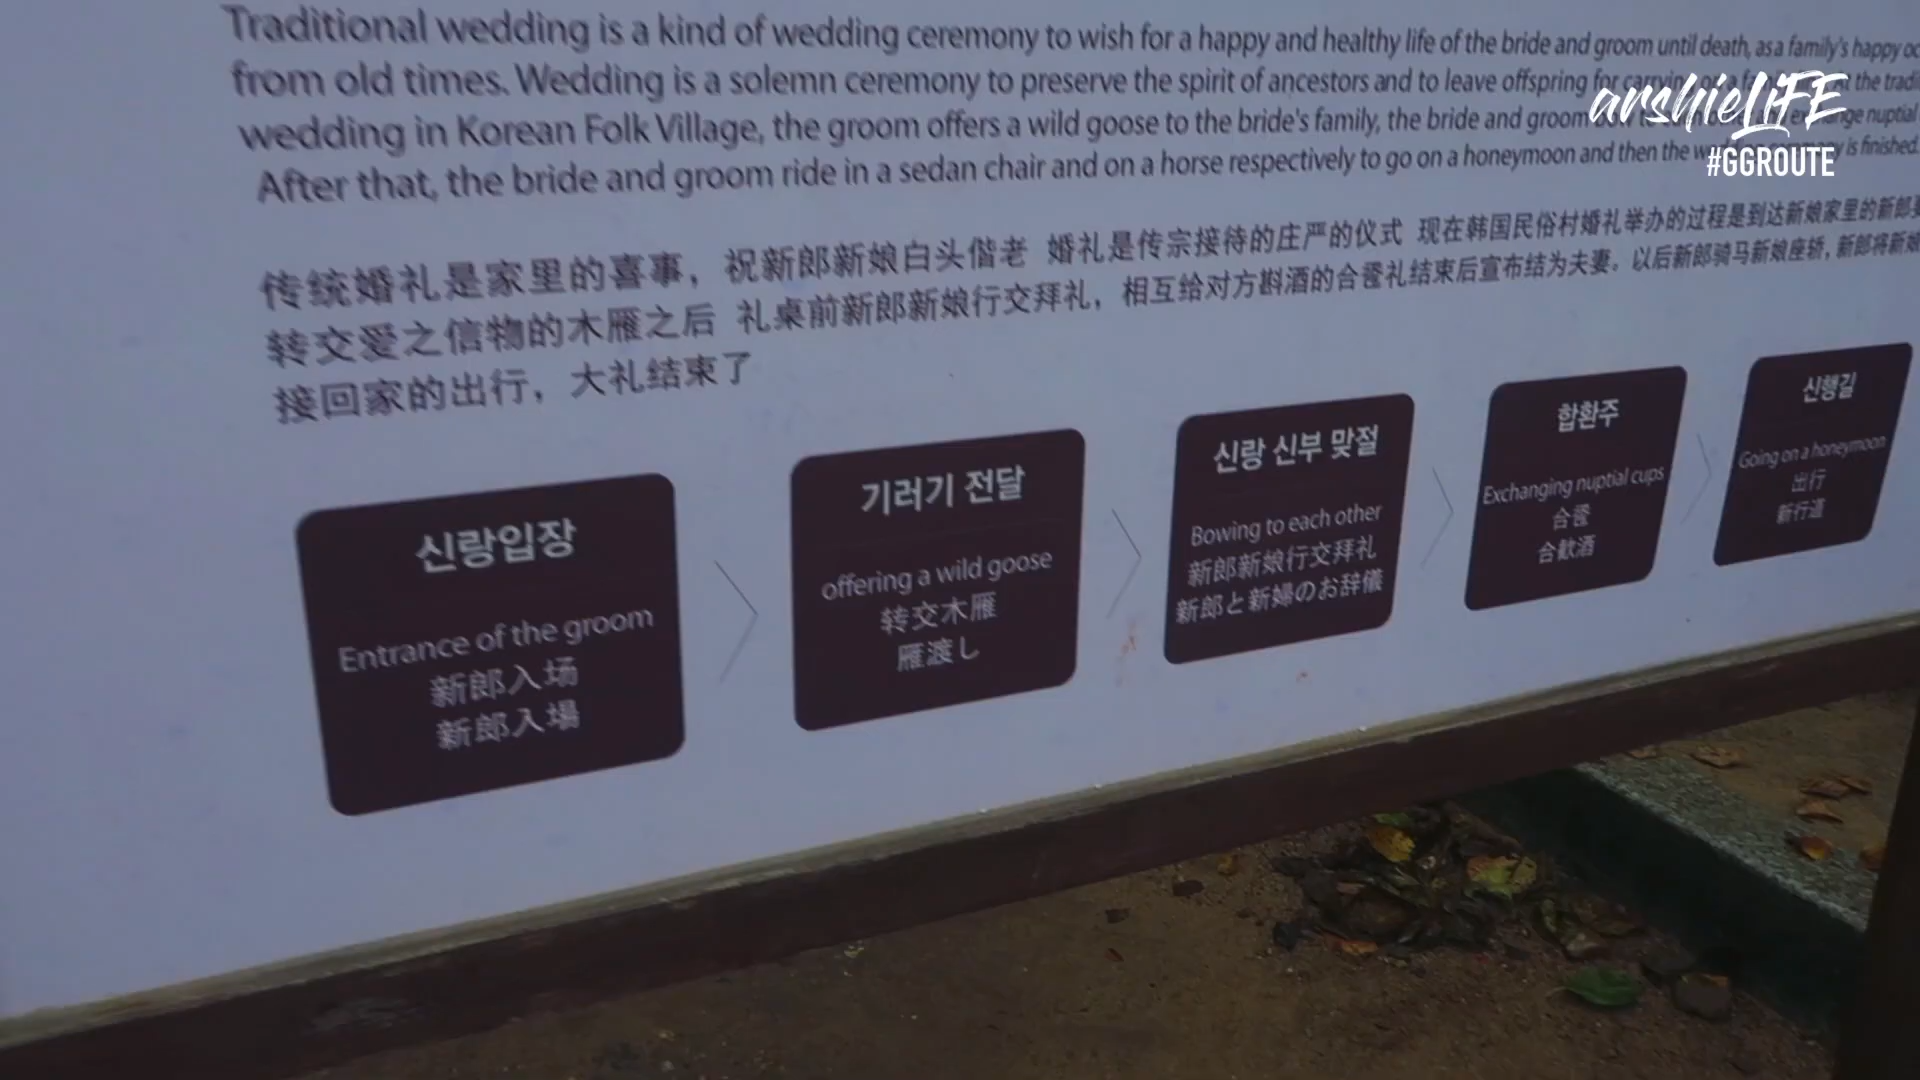 Traditional wedding is a kind of wedding ceremony to wish for a happy and healthy life of the bride and groom until death, as a family's happy
from old times. Wedding is a solemn ceremony to preserve the spirit of ancestors and to leave offspring for the
wedding in Korean Folk Village, the groom offers a wild goose to the bride's family, the bride and groom nuptial
After that, the bride and groom ride in a sedan chair and on a horse respectively to go on a honeymoon and then the is finished.
arshieLIFE
#GGROUTE
传统婚礼是家里的喜事，祝新郎新娘白头偕老 婚礼是传宗接待的庄严的仪式 现在韩国民俗村婚礼举办的过程是到达新娘家里的新郎
转交爱之信物的木雁之后 礼桌前新郎新娘行交拜礼，相互给对方斟酒的合卺礼结束后宣布结为夫妻。以后新郎骑马新娘座轿，新郎将新娘
接回家的出行，大礼结束了
신랑입장
Entrance of the groom
新郎入场
新郎入場
기러기 전달
offering a wild goose
转交木雁
雁渡し
신랑 신부 맞절
Bowing to each other
新郎新娘行交拜礼
新郎と新婦のお辞儀
합환주
Exchanging nuptial cups
合卺
合歓酒
신행길
Going on a honeymoon
出行
新行道